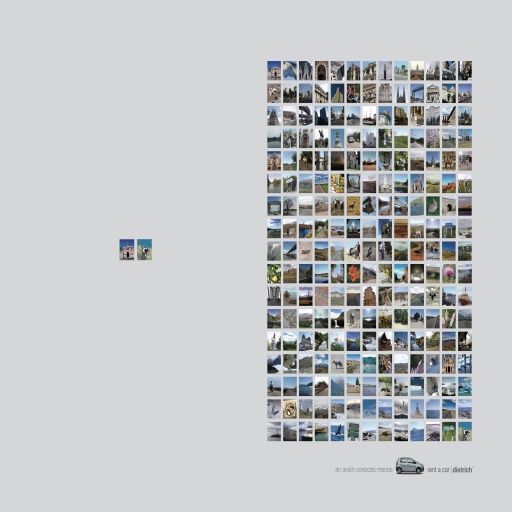 en avión conocés menos. rent a car | dietrich